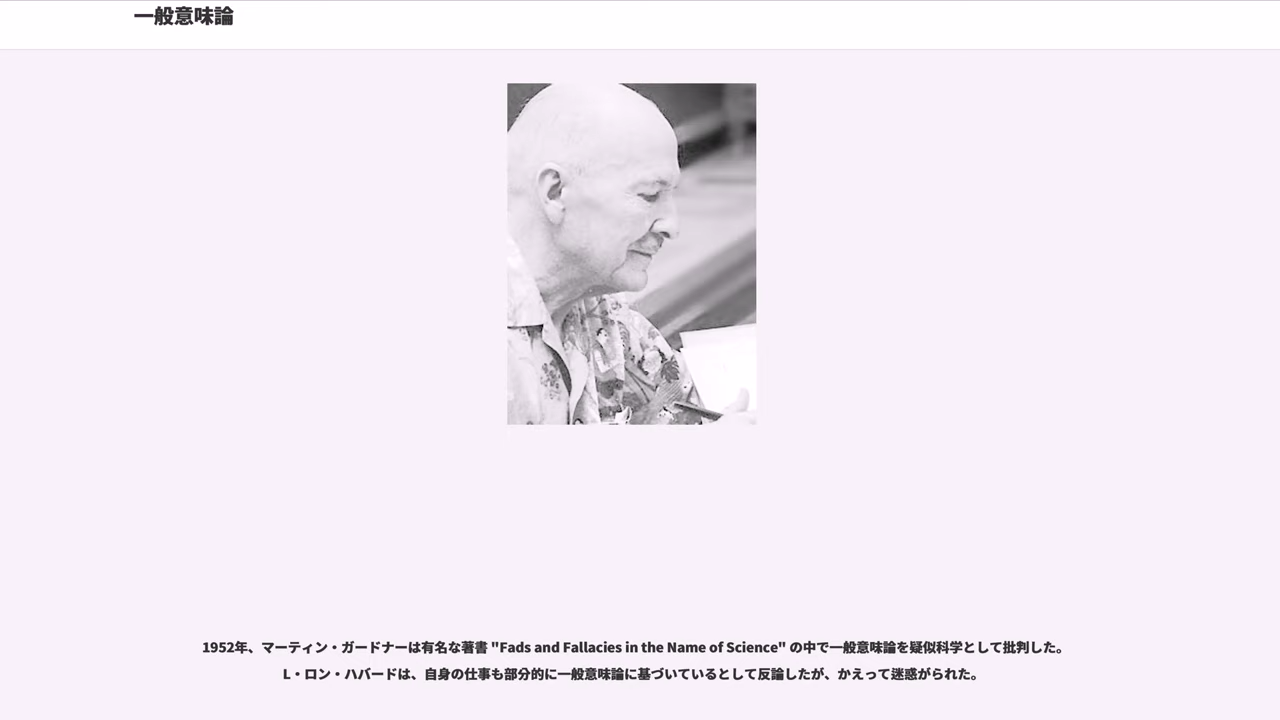 一般意味論
1952年、マーティン・ガードナーは有名な著書 "Fads and Fallacies in the Name of Science" の中で一般意味論を疑似科学として批判した。
L・ロン・ハバードは、自身の仕事も部分的に一般意味論に基づいているとして反論したが、かえって迷惑がられた。